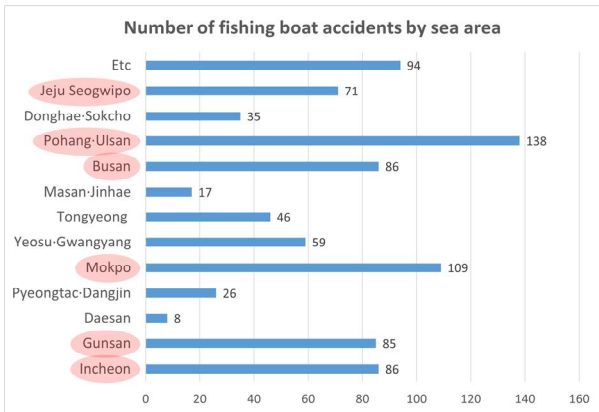 Number of fishing boat accidents by sea area
Etc 94
Jeju Seogwipo 71
Donghae·Sokcho 35
Pohang·Ulsan 138
Busan 86
Masan·Jinhae 17
Tongyeong 46
Yeosu·Gwangyang 59
Mokpo 109
Pyeongtac·Dangjin 26
Daesan 8
Gunsan 85
Incheon 86
0 20 40 60 80 100 120 140 160